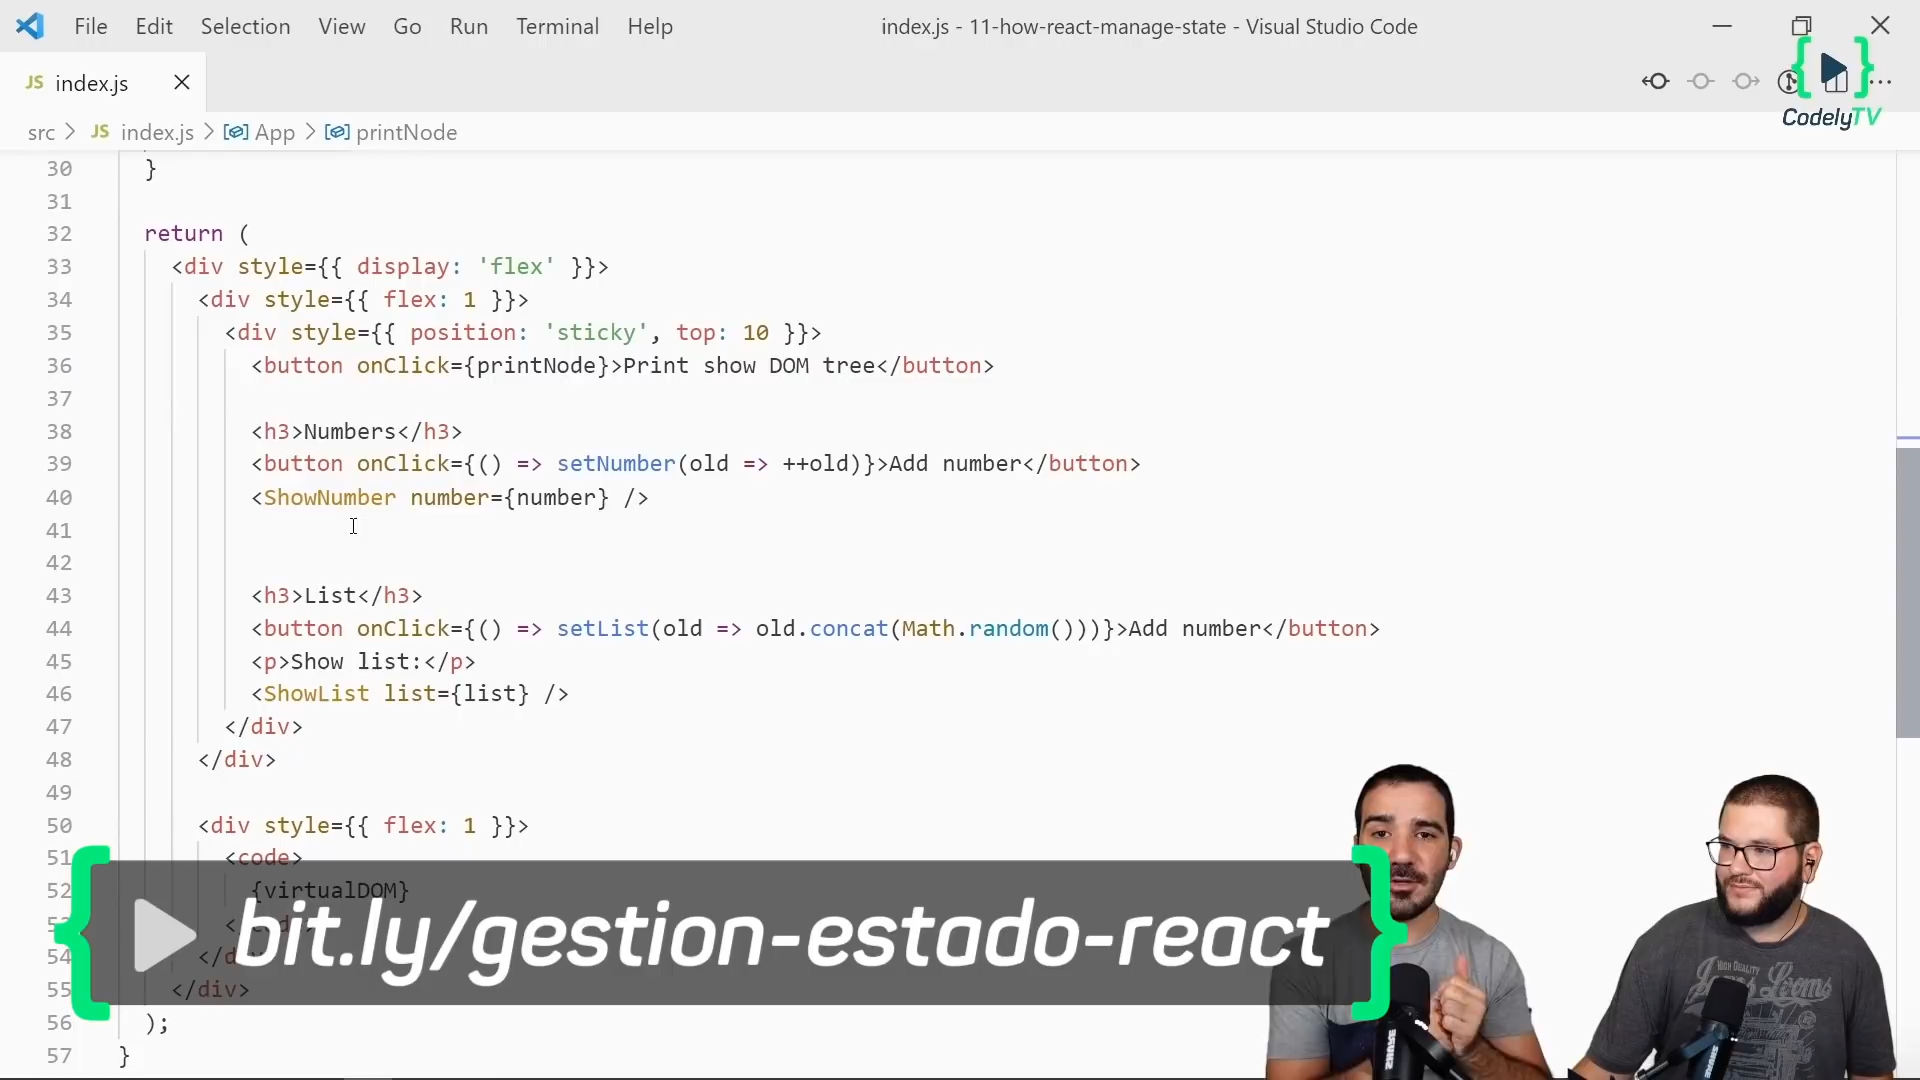 File Edit Selection View Go Run Terminal Help
index.js - 11-how-react-manage-state - Visual Studio Code
JS index.js
CodelyTV
src > JS index.js > App > printNode
30 }
31
32 return (
33 <div style={{ display: 'flex' }}>
34 <div style={{ flex: 1 }}>
35 <div style={{ position: 'sticky', top: 10 }}>
36 <button onClick={printNode}>Print show DOM tree</button>
37
38 <h3>Numbers</h3>
39 <button onClick={() => setNumber(old => ++old)}>Add number</button>
40 <ShowNumber number={number} />
41
42
43 <h3>List</h3>
44 <button onClick={() => setList(old => old.concat(Math.random()))}>Add number</button>
45 <p>Show list:</p>
46 <ShowList list={list} />
47 </div>
48 </div>
49
50 <div style={{ flex: 1 }}>
51 <code>
52 {virtualDOM}
bit.ly/gestion-estado-react
54
55 </div>
56 );
57 }
HIGH QUALITY